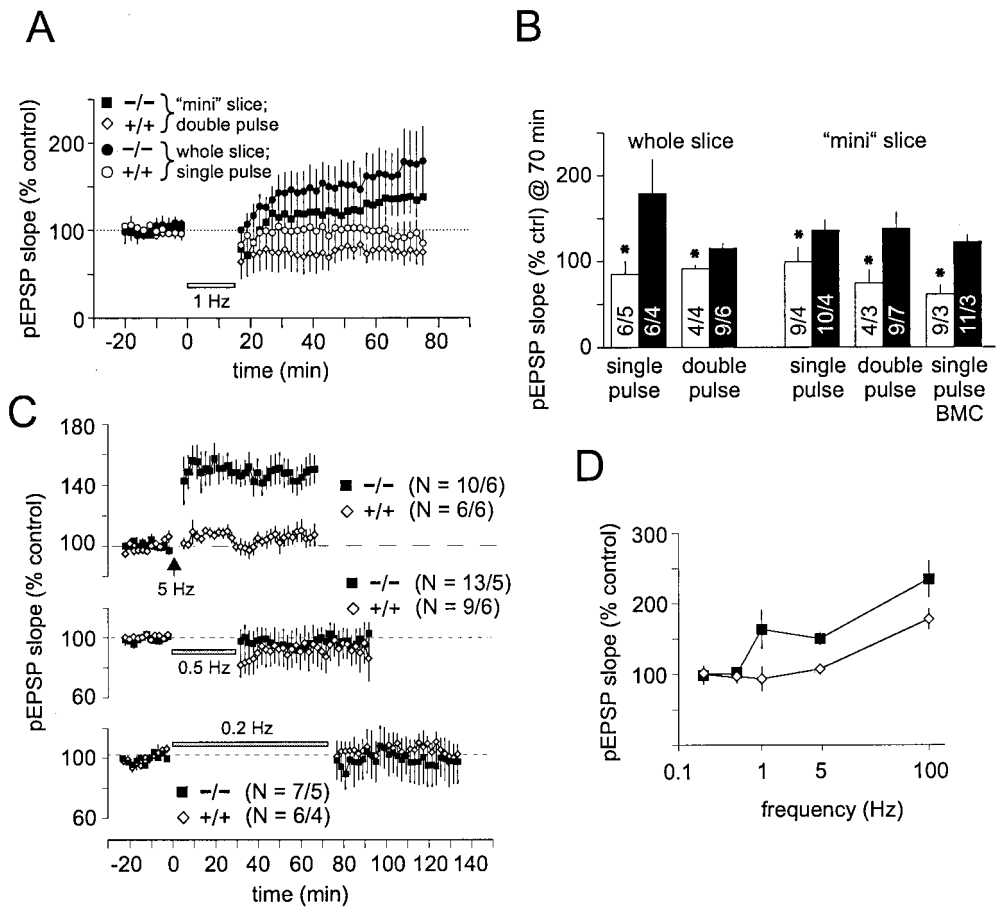 A
pEPSP slope (% control)
200
100
0
■ −/− } "mini" slice;
◇ +/+ } double pulse
● −/− } whole slice;
○ +/+ } single pulse
1 Hz
-20 0 20 40 60 80
time (min)
B
pEPSP slope (% ctrl) @ 70 min
200
100
0
whole slice "mini" slice
* * * * *
6/5 6/4 4/4 9/6 9/4 10/4 4/3 9/7 9/3 11/3
single double single double single
pulse pulse pulse pulse pulse
BMC
C
pEPSP slope (% control)
180
140
100
■ −/− (N = 10/6)
◇ +/+ (N = 6/6)
5 Hz
■ −/− (N = 13/5)
◇ +/+ (N = 9/6)
100
60
0.5 Hz
0.2 Hz
100
60
■ −/− (N = 7/5)
◇ +/+ (N = 6/4)
-20 0 20 40 60 80 100 120 140
time (min)
D
pEPSP slope (% control)
300
200
100
0
0.1 1 5 100
frequency (Hz)